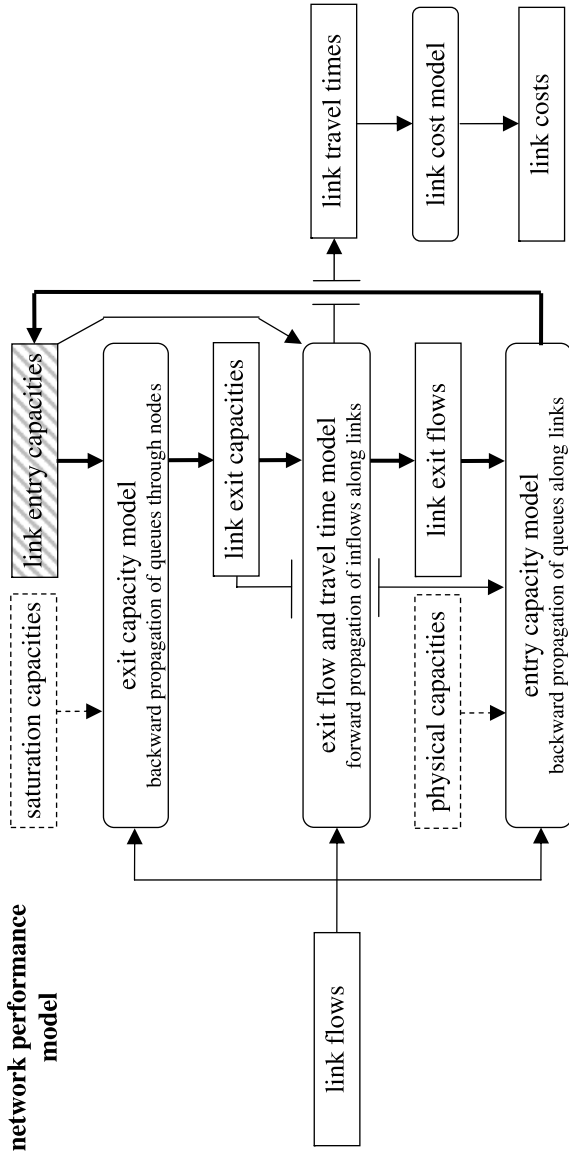 network performance
model
saturation capacities
link entry capacities
exit capacity model
backward propagation of queues through nodes
link exit capacities
link flows
exit flow and travel time model
forward propagation of inflows along links
link travel times
link cost model
link costs
physical capacities
link exit flows
entry capacity model
backward propagation of queues along links